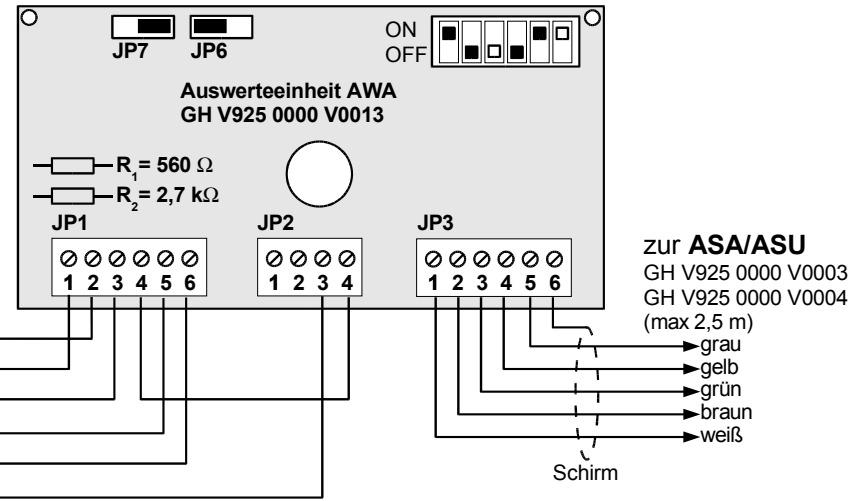 JP7 JP6
ON
OFF
Auswerteeinheit AWA
GH V925 0000 V0013
R1= 560 Ω
R2= 2,7 kΩ
JP1 JP2 JP3
1 2 3 4 5 6 1 2 3 4 1 2 3 4 5 6
zur ASA/ASU
GH V925 0000 V0003
GH V925 0000 V0004
(max 2,5 m)
grau
gelb
grün
braun
weiß
Schirm